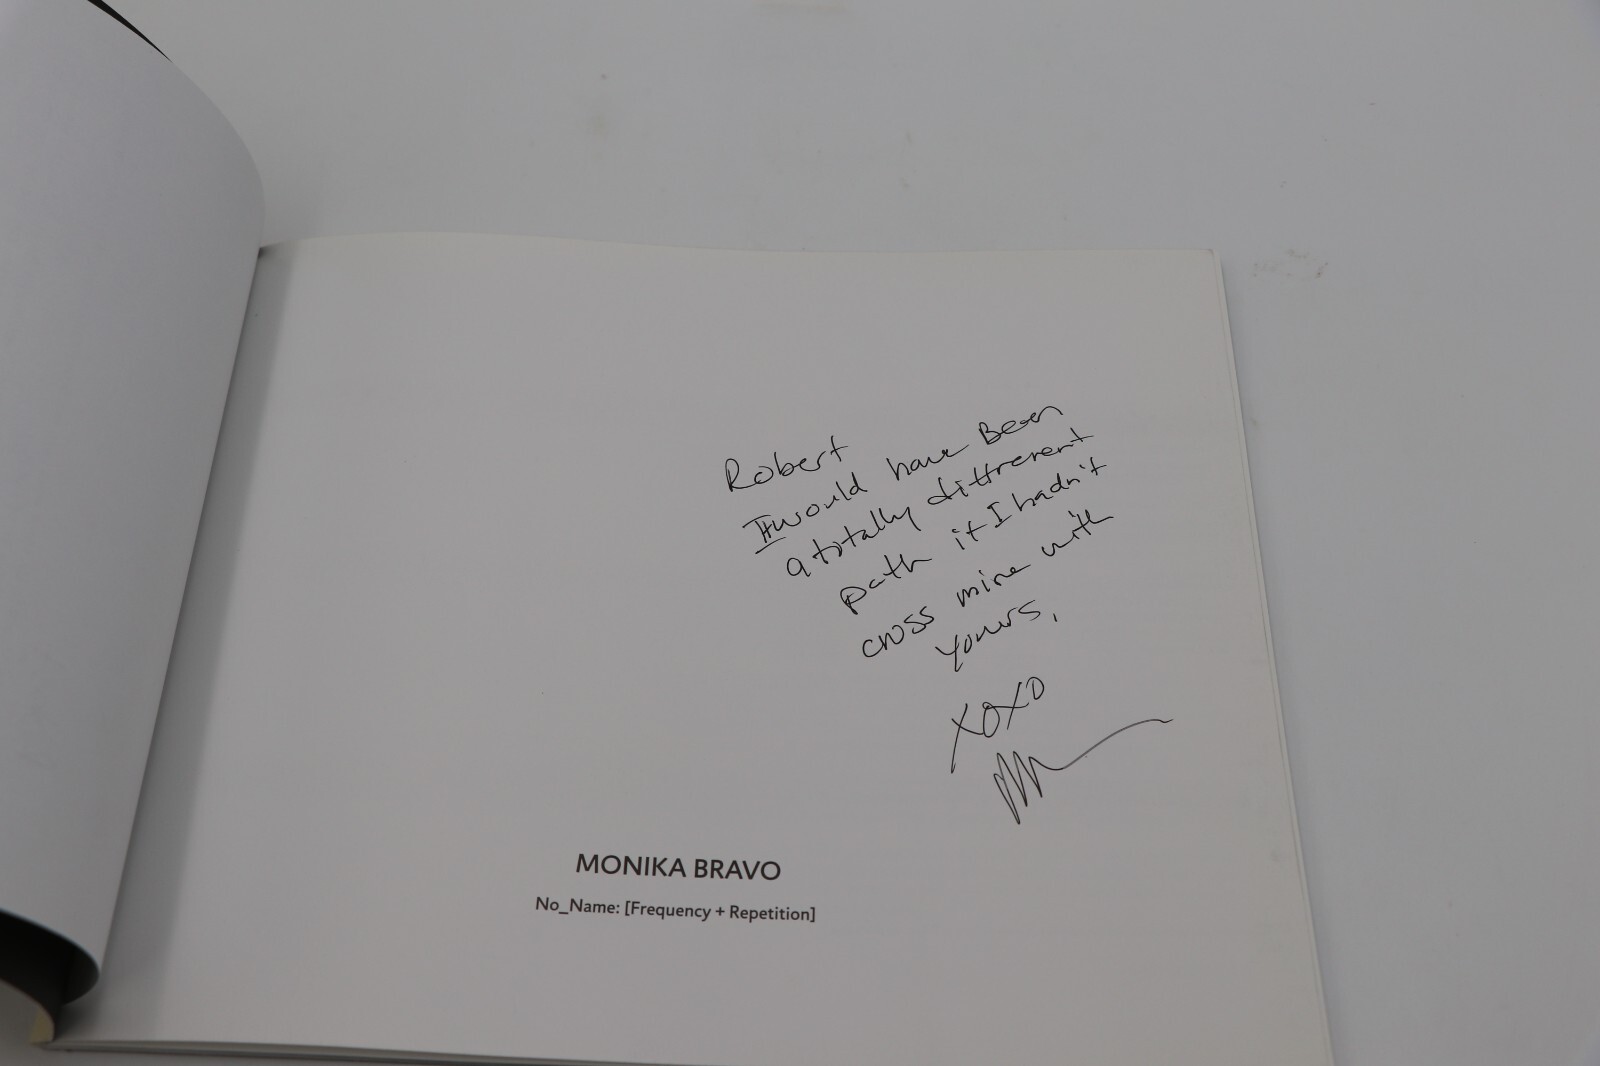 Robert
It would have Been
a totally diffrerent
path if I hadn't
cross mine with
yours,
XOXO
MONIKA BRAVO
No_Name: [Frequency + Repetition]